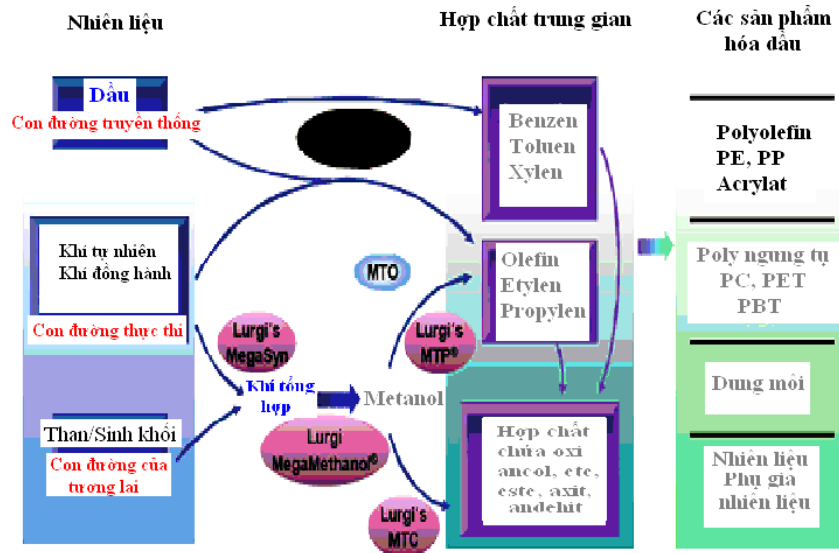 Nhiên liệu
Hợp chất trung gian
Các sản phẩm
hóa dầu
Dầu
Con đường truyền thống
Benzen
Toluen
Xylen
Polyolefin
PE, PP
Acrylat
Khí tự nhiên
Khí đồng hành
Con đường thực thi
MTO
Olefin
Etylen
Propylen
Poly ngưng tụ
PC, PET
PBT
Lurgi's
MegaSyn
Lurgi's
MTP®
Khí tổng
hợp
Metanol
Dung môi
Than/Sinh khối
Con đường của
tương lai
Lurgi
MegaMethanol®
Hợp chất
chứa oxi
ancol, ete,
este, axit,
andehit
Lurgi's
MTC
Nhiên liệu
Phụ gia
nhiên liệu